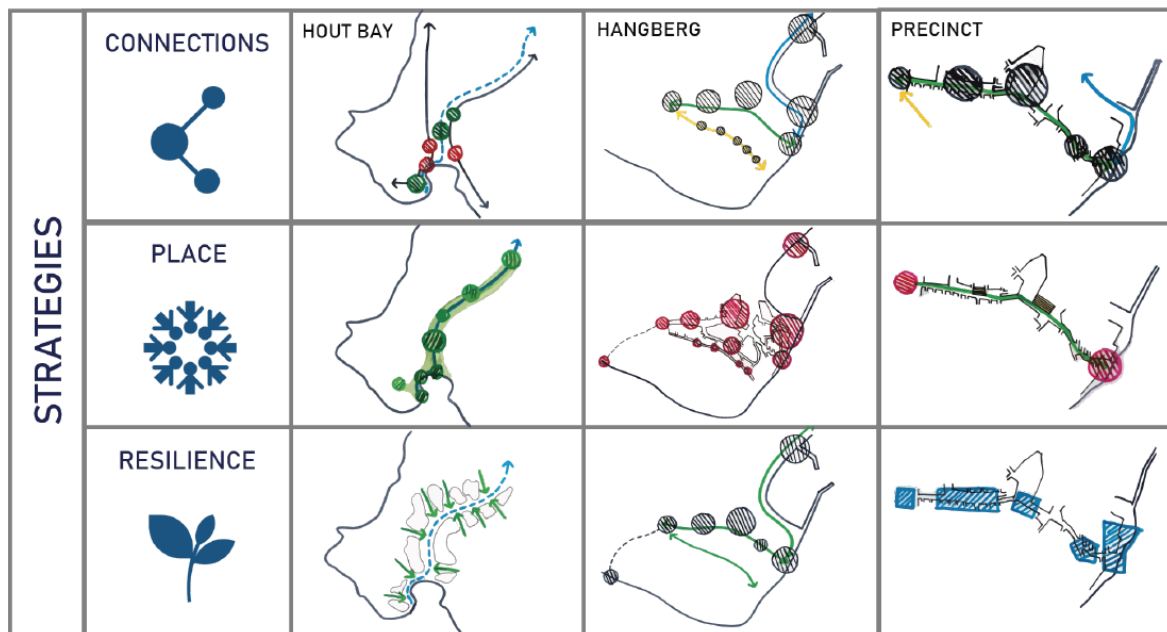 STRATEGIES
CONNECTIONS
HOUT BAY
HANGBERG
PRECINCT
PLACE
RESILIENCE